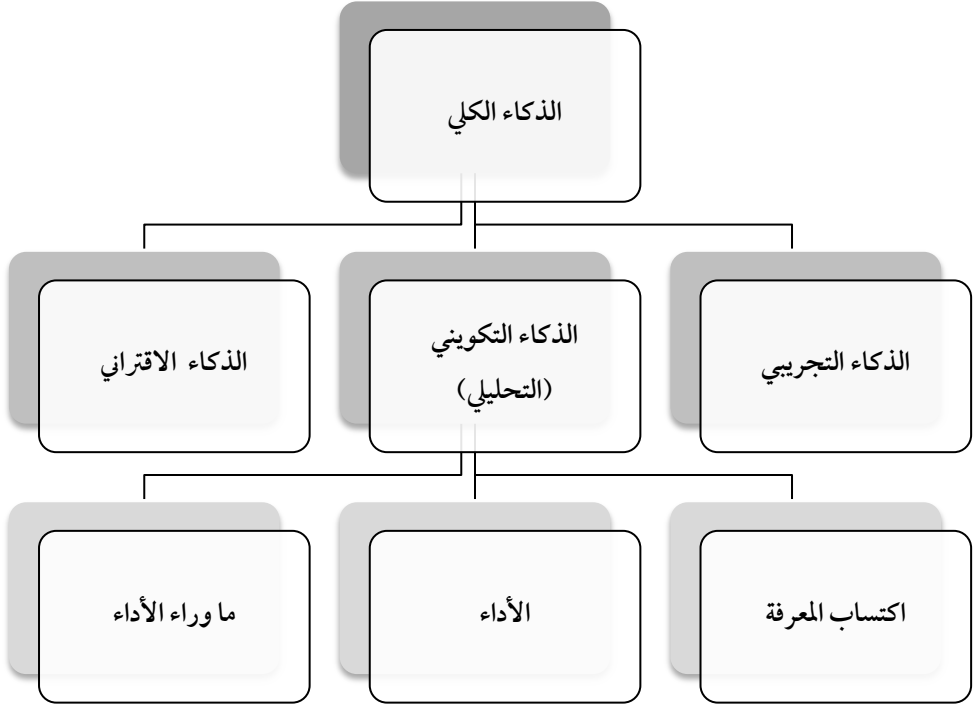 الذكاء الكلي
الذكاء التجريبي
الذكاء التكويني
(التحليلي)
الذكاء الاقتراني
اكتساب المعرفة
الأداء
ما وراء الأداء